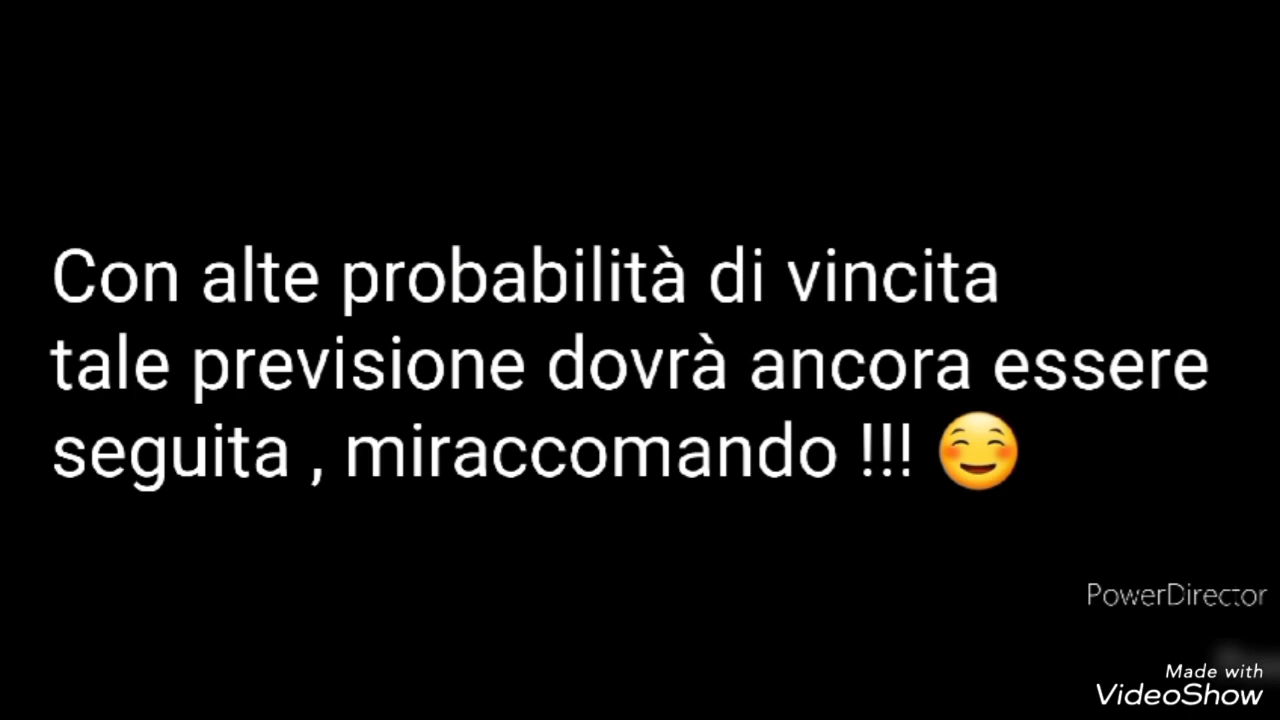 Con alte probabilità di vincita
tale previsione dovrà ancora essere
seguita , miraccomando !!! ☺️
PowerDirector
Made with
VideoShow